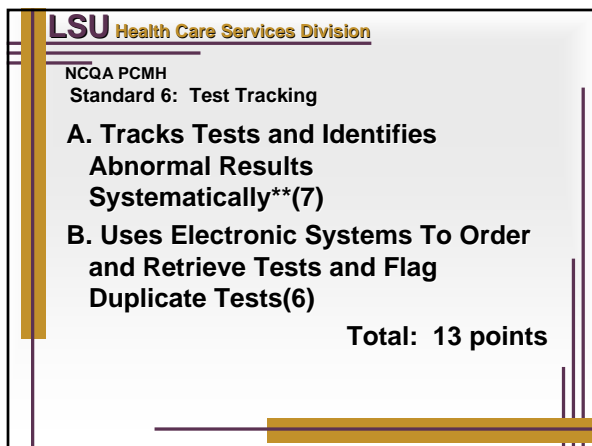 LSU Health Care Services Division
NCQA PCMH
Standard 6: Test Tracking
A. Tracks Tests and Identifies
Abnormal Results
Systematically**(7)
B. Uses Electronic Systems To Order
and Retrieve Tests and Flag
Duplicate Tests(6)
Total: 13 points